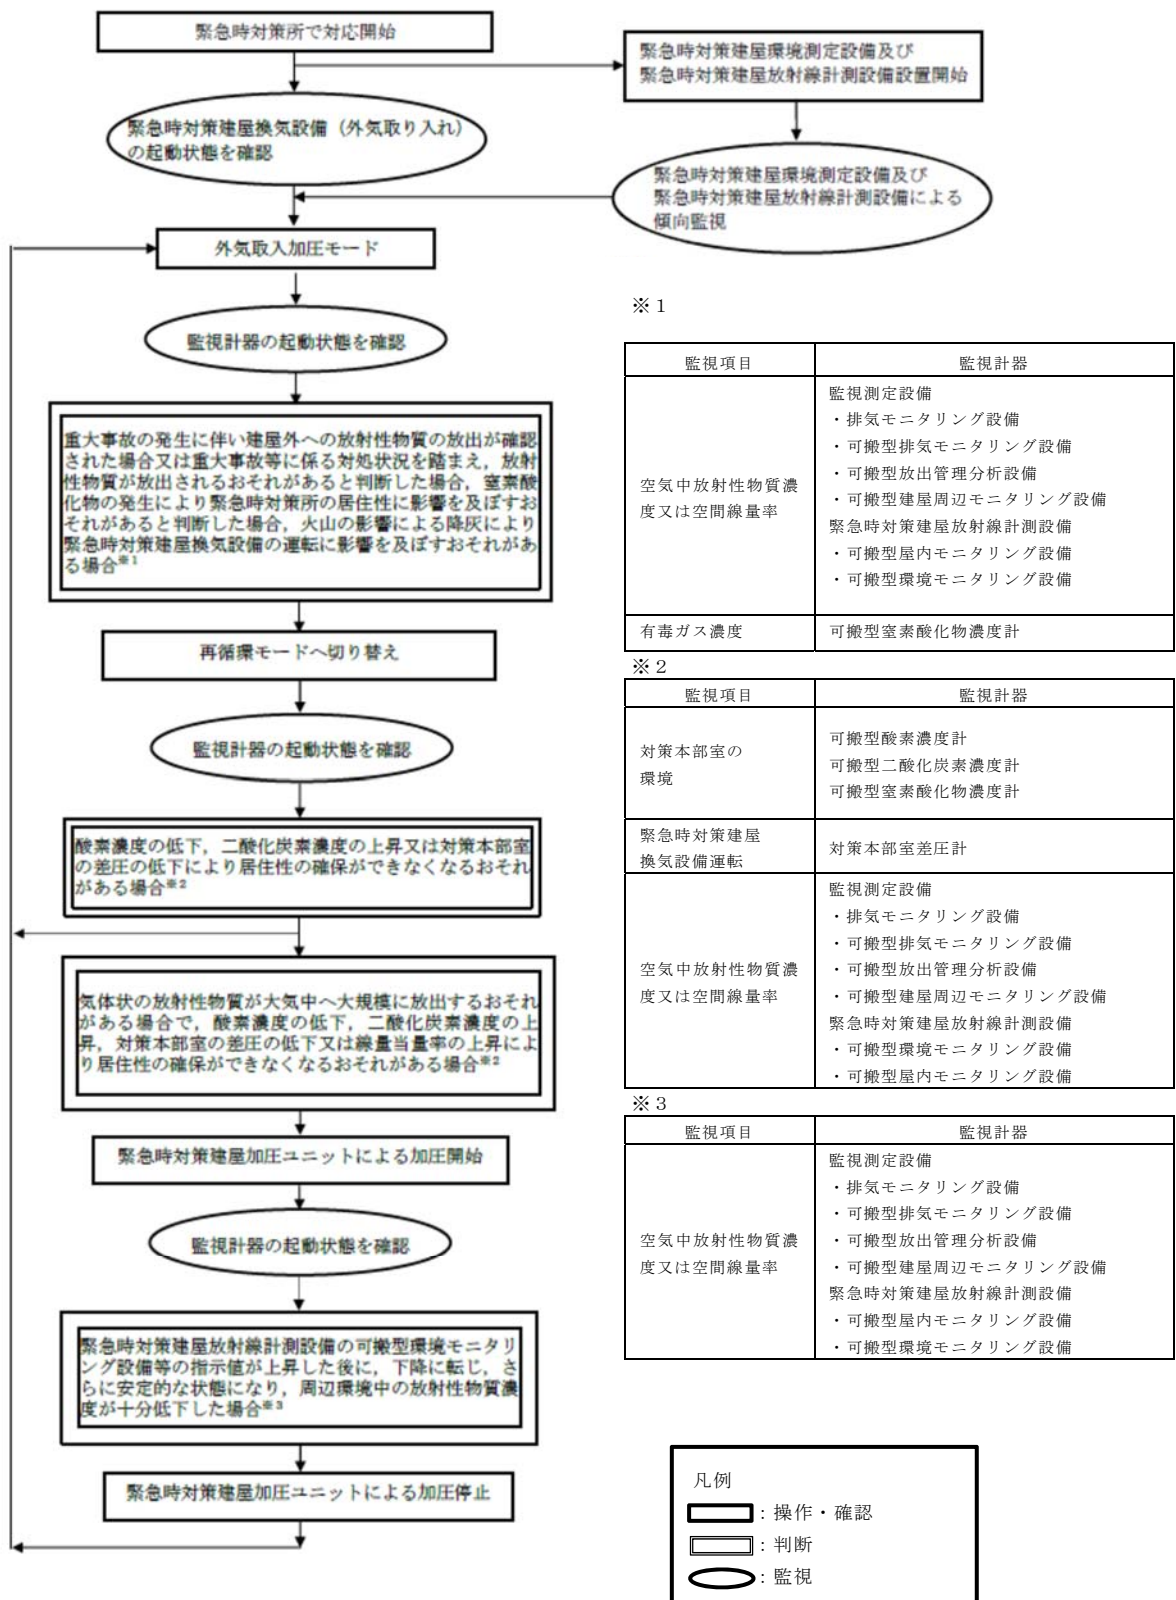 緊急時対策所で対応開始
緊急時対策建屋環境測定設備及び
緊急時対策建屋放射線計測設備設置開始
緊急時対策建屋換気設備（外気取り入れ）
の起動状態を確認
緊急時対策建屋環境測定設備及び
緊急時対策建屋放射線計測設備による
傾向監視
外気取入加圧モード
監視計器の起動状態を確認
重大事故の発生に伴い建屋外への放射性物質の放出が確認
された場合又は重大事故等に係る対処状況を踏まえ，放射
性物質が放出されるおそれがあると判断した場合，窒素酸
化物の発生により緊急時対策所の居住性に影響を及ぼすお
それがあると判断した場合，火山の影響による降灰により
緊急時対策建屋換気設備の運転に影響を及ぼすおそれがあ
る場合※1
再循環モードへ切り替え
監視計器の起動状態を確認
酸素濃度の低下，二酸化炭素濃度の上昇又は対策本部室
の差圧の低下により居住性の確保ができなくなるおそれ
がある場合※2
気体状の放射性物質が大気中へ大規模に放出するおそれ
がある場合で，酸素濃度の低下，二酸化炭素濃度の上
昇，対策本部室の差圧の低下又は線量当量率の上昇によ
り居住性の確保ができなくなるおそれがある場合※2
緊急時対策建屋加圧ユニットによる加圧開始
監視計器の起動状態を確認
緊急時対策建屋放射線計測設備の可搬型環境モニタリ
ング設備等の指示値が上昇した後に，下降に転じ，さ
らに安定的な状態になり，周辺環境中の放射性物質濃
度が十分低下した場合※3
緊急時対策建屋加圧ユニットによる加圧停止
※１
監視項目 監視計器
空気中放射性物質濃
度又は空間線量率
監視測定設備
・排気モニタリング設備
・可搬型排気モニタリング設備
・可搬型放出管理分析設備
・可搬型建屋周辺モニタリング設備
緊急時対策建屋放射線計測設備
・可搬型屋内モニタリング設備
・可搬型環境モニタリング設備
有毒ガス濃度 可搬型窒素酸化物濃度計
※２
監視項目 監視計器
対策本部室の
環境
可搬型酸素濃度計
可搬型二酸化炭素濃度計
可搬型窒素酸化物濃度計
緊急時対策建屋
換気設備運転
対策本部室差圧計
空気中放射性物質濃
度又は空間線量率
監視測定設備
・排気モニタリング設備
・可搬型排気モニタリング設備
・可搬型放出管理分析設備
・可搬型建屋周辺モニタリング設備
緊急時対策建屋放射線計測設備
・可搬型環境モニタリング設備
・可搬型屋内モニタリング設備
※３
監視項目 監視計器
空気中放射性物質濃
度又は空間線量率
監視測定設備
・排気モニタリング設備
・可搬型排気モニタリング設備
・可搬型放出管理分析設備
・可搬型建屋周辺モニタリング設備
緊急時対策建屋放射線計測設備
・可搬型屋内モニタリング設備
・可搬型環境モニタリング設備
凡例
：操作・確認
：判断
：監視